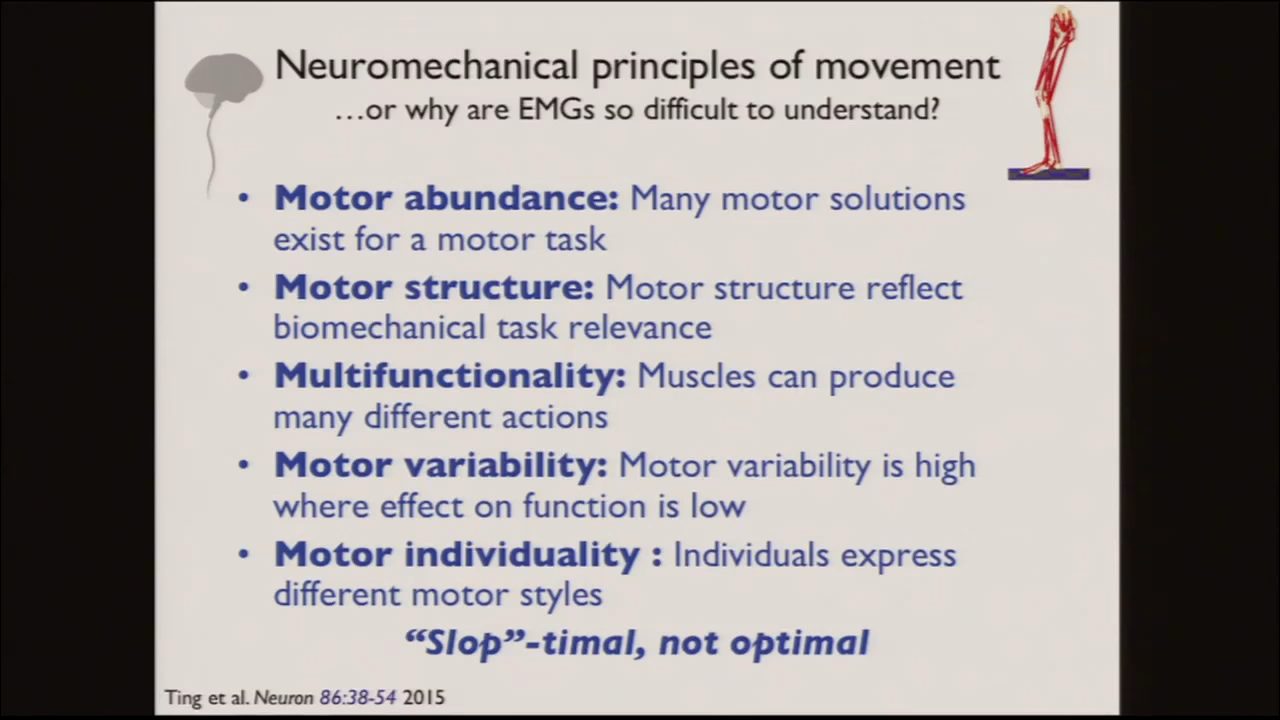 Neuromechanical principles of movement
…or why are EMGs so difficult to understand?
• Motor abundance: Many motor solutions
exist for a motor task
• Motor structure: Motor structure reflect
biomechanical task relevance
• Multifunctionality: Muscles can produce
many different actions
• Motor variability: Motor variability is high
where effect on function is low
• Motor individuality : Individuals express
different motor styles
“Slop”-timal, not optimal
Ting et al. Neuron 86:38-54 2015